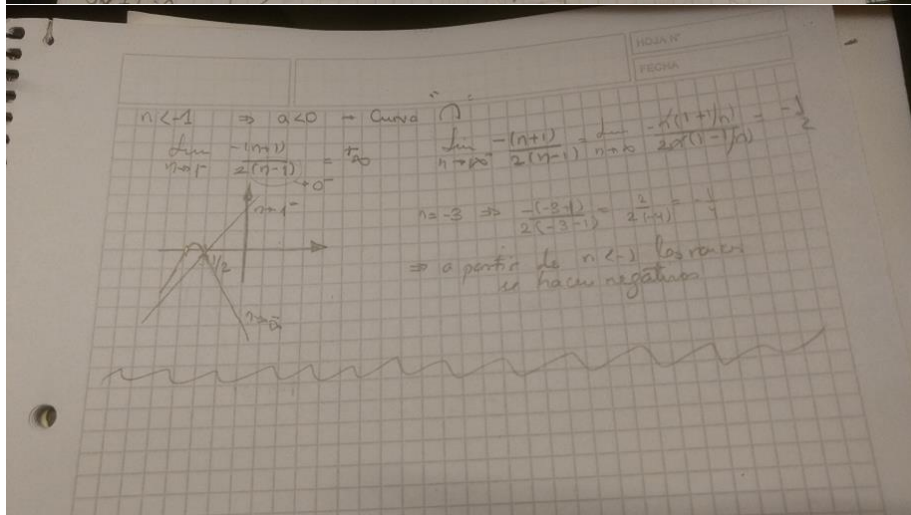 HOJA Nº
FECHA
n < -1 ⇒ a < 0 → Curva ∩
Lim n→1⁻ -(n+1)/2(n-1) = +∞
→0⁻
Lim -(n+1)/2(n-1) = Lim n→∞ -n(1+1/n)/2n(1-1/n) = -1/2
n→1⁻
1/2
n = -3 ⇒ -(-3+1)/2(-3-1) = 2/2(-4) = -1/4
⇒ a partir de n < -1 las raíces
se hacen negativas